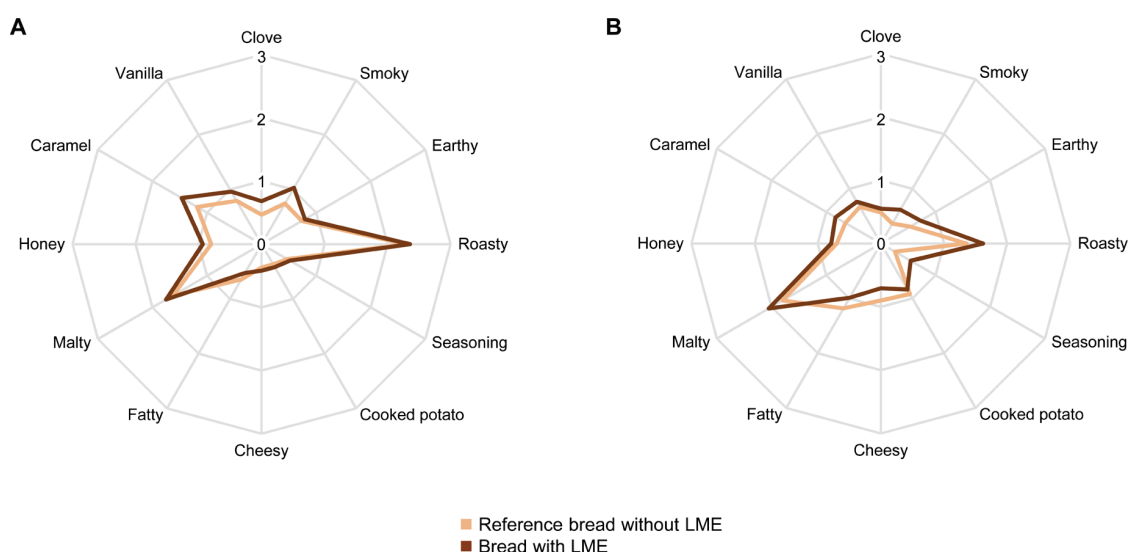 A
Clove
3
Vanilla
Smoky
2
Caramel
Earthy
1
Honey
0
Roasty
Malty
Seasoning
Fatty
Cooked potato
Cheesy
B
Clove
3
Vanilla
Smoky
2
Caramel
Earthy
1
Honey
0
Roasty
Malty
Seasoning
Fatty
Cooked potato
Cheesy
Reference bread without LME
Bread with LME